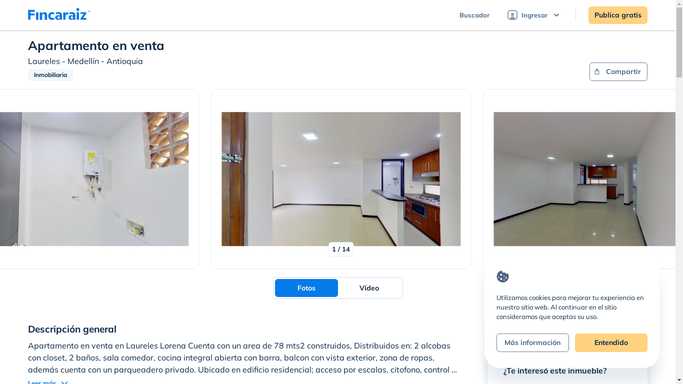 Fincaraiz
Buscador
Ingresar
Publica gratis
Apartamento en venta
Laureles - Medellín - Antioquia
Inmobiliaria
Compartir
1 / 14
Fotos
Video
Utilizamos cookies para mejorar tu experiencia en
nuestro sitio web. Al continuar en el sitio
consideramos que aceptas su uso.
Más información
Entendido
Descripción general
Apartamento en venta en Laureles Lorena Cuenta con un area de 78 mts2 construidos, Distribuidos en: 2 alcobas
con closet, 2 baños, sala comedor, cocina integral abierta con barra, balcon con vista exterior, zona de ropas,
además cuenta con un parqueadero privado. Ubicado en edificio residencial; acceso por escalas, citofono, control ...
Leer más
¿Te interesó este inmueble?